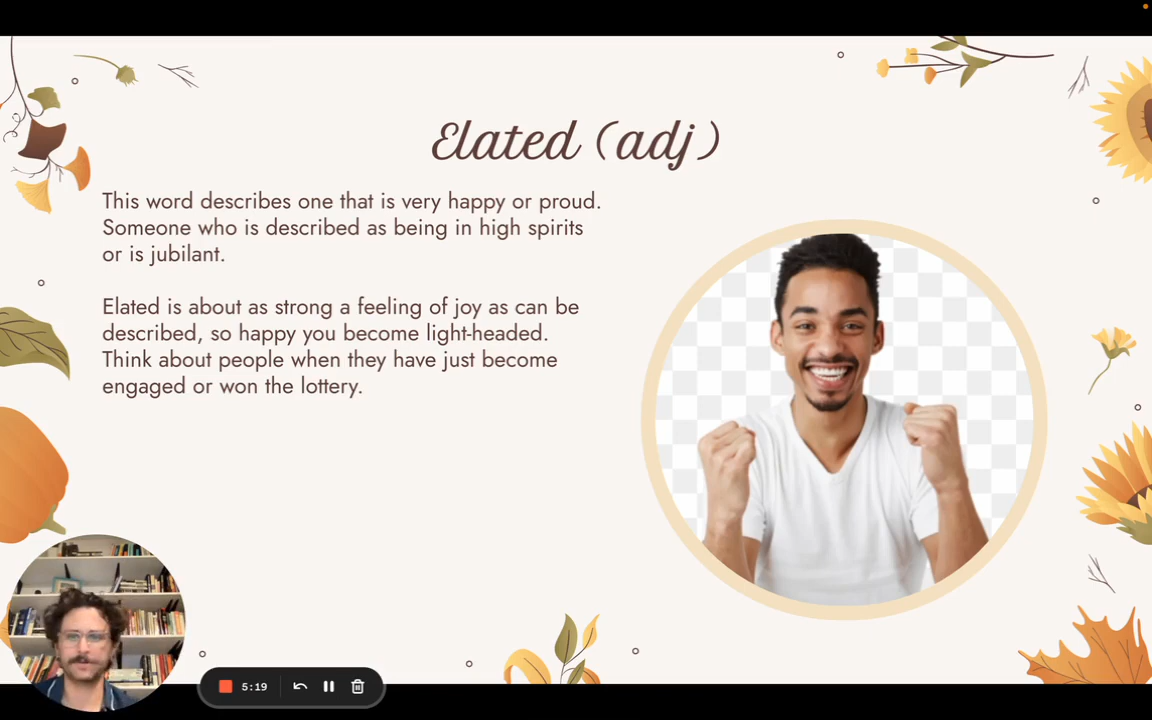 Elated (adj)
This word describes one that is very happy or proud.
Someone who is described as being in high spirits
or is jubilant.
Elated is about as strong a feeling of joy as can be
described, so happy you become light-headed.
Think about people when they have just become
engaged or won the lottery.
5:19